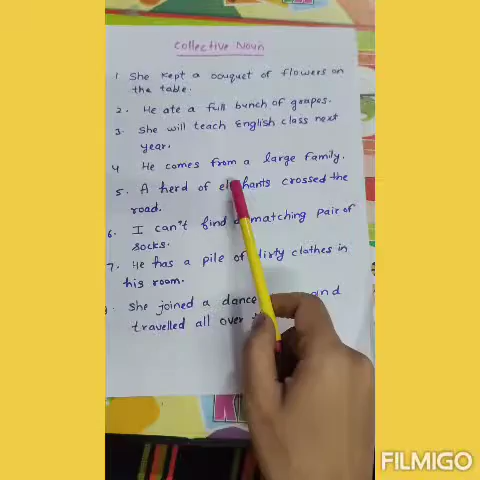 Collective Noun
1 She kept a bouquet of flowers on
the table.
2. He ate a full bunch of grapes.
3. She will teach English class next
year.
4 He comes from a large family.
5. A herd of elephants crossed the
road.
6. I can't find a matching pair of
socks.
7. He has a pile of dirty clothes in
his room.
She joined a dance and
travelled all over
FILMIGO